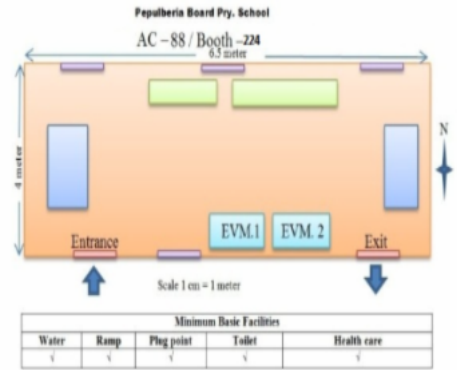 Pepulberia Board Pry. School
AC – 88 / Booth –224
6.5 meter
4 meter
N
EVM.1 EVM. 2
Entrance Exit
Scale 1 cm = 1 meter
Minimum Basic Facilities
Water Ramp Plug point Toilet Health care
√ √ √ √ √